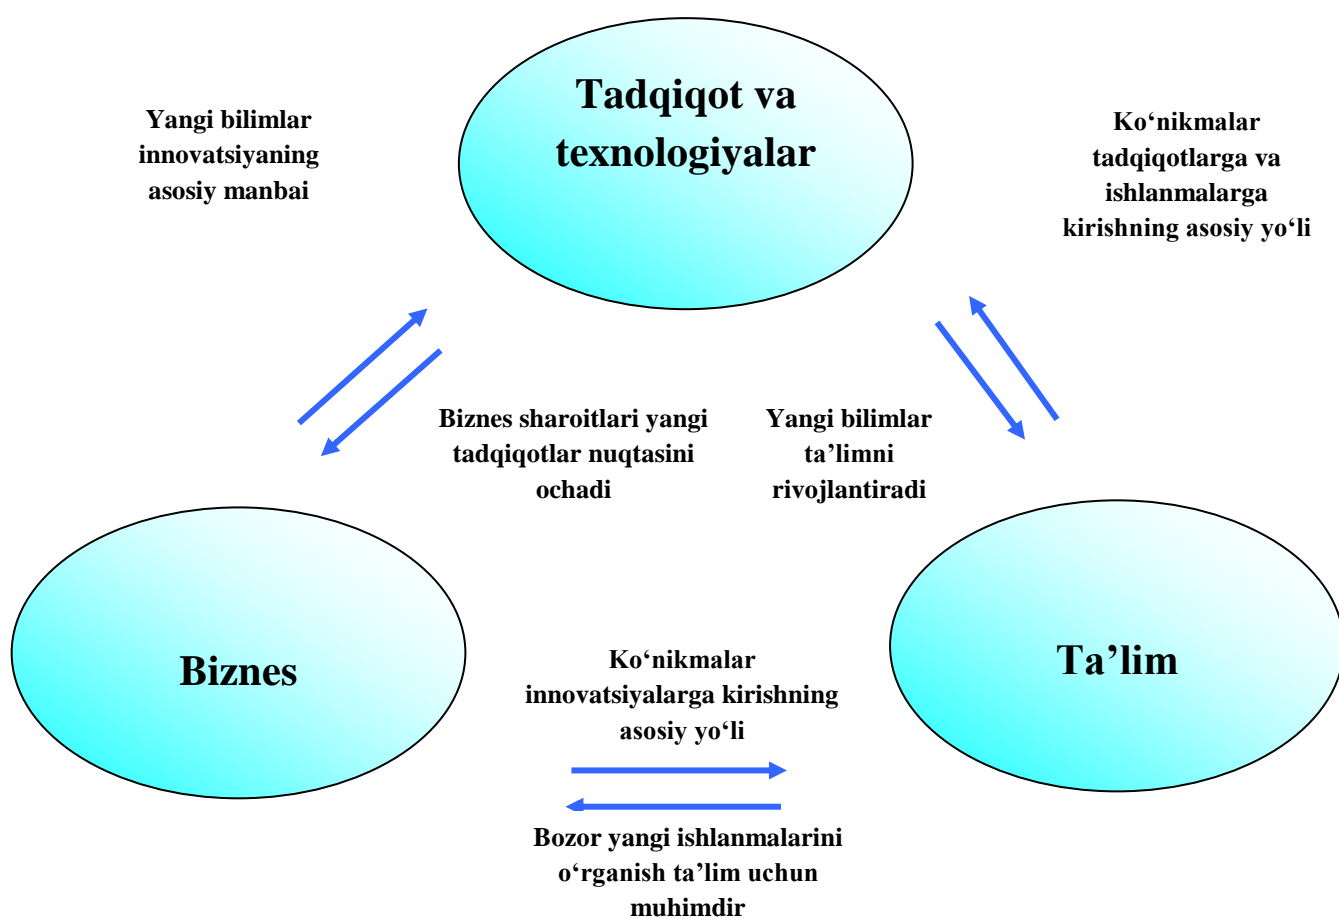 Tadqiqot va
texnologiyalar
Yangi bilimlar
innovatsiyaning
asosiy manbai
Ko‘nikmalar
tadqiqotlarga va
ishlanmalarga
kirishning asosiy yo‘li
Biznes sharoitlari yangi
tadqiqotlar nuqtasini
ochadi
Yangi bilimlar
ta’limni
rivojlantiradi
Biznes
Ta’lim
Ko‘nikmalar
innovatsiyalarga kirishning
asosiy yo‘li
Bozor yangi ishlanmalarini
o‘rganish ta’lim uchun
muhimdir